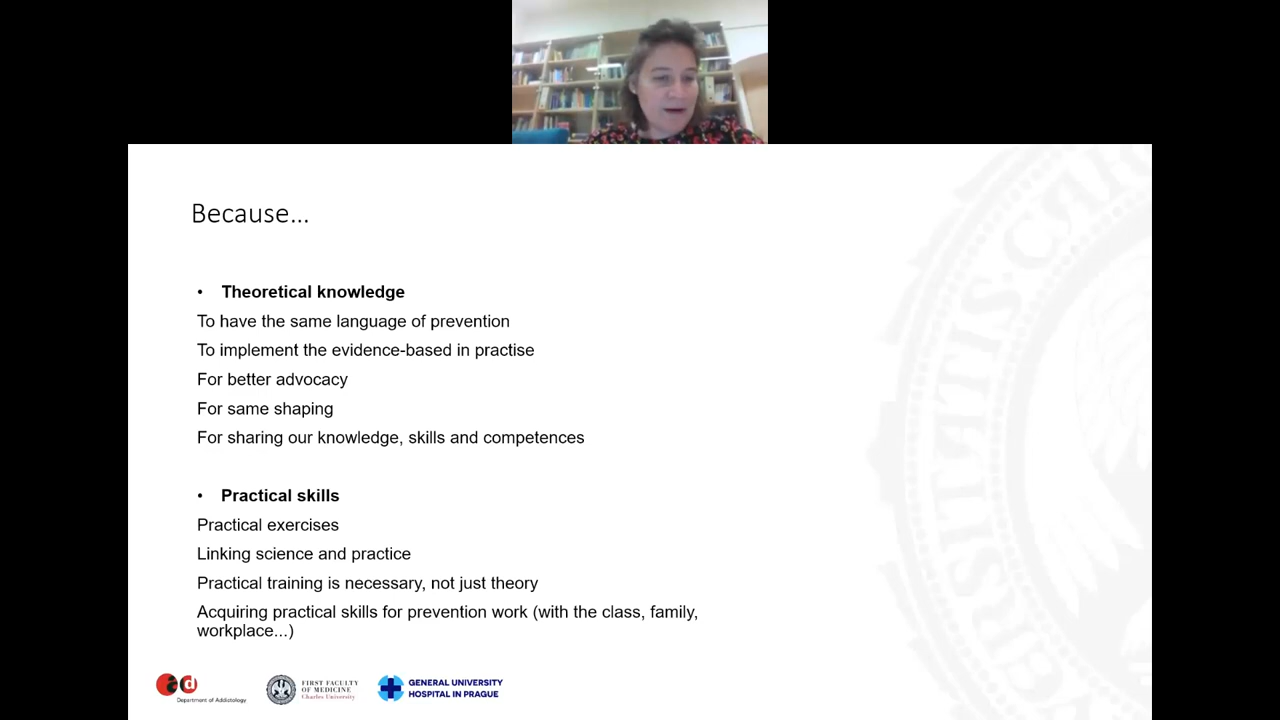 Because...
• Theoretical knowledge
To have the same language of prevention
To implement the evidence-based in practise
For better advocacy
For same shaping
For sharing our knowledge, skills and competences
• Practical skills
Practical exercises
Linking science and practice
Practical training is necessary, not just theory
Acquiring practical skills for prevention work (with the class, family,
workplace...)
Department of Addictology
FIRST FACULTY
OF MEDICINE
Charles University
GENERAL UNIVERSITY
HOSPITAL IN PRAGUE